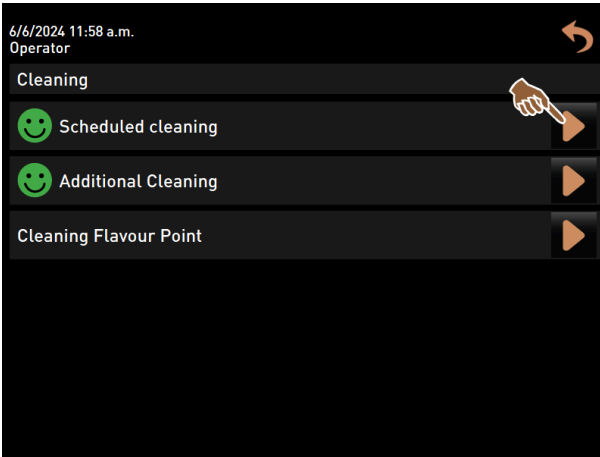 6/6/2024 11:58 a.m.
Operator
Cleaning
Scheduled cleaning
Additional Cleaning
Cleaning Flavour Point